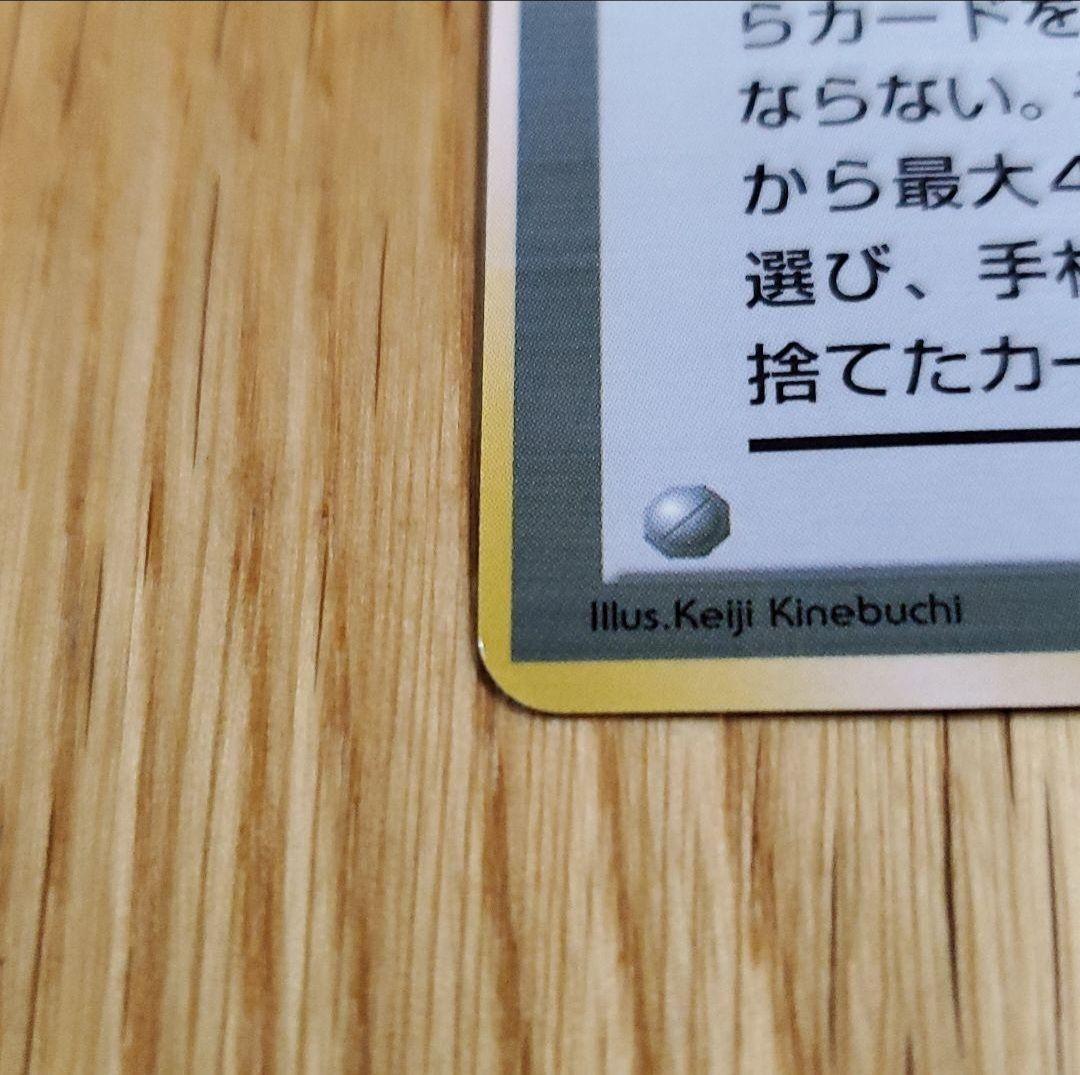 らカードを
ならない。
から最大4
選び、手
捨てたカー
Illus.Keiji Kinebuchi